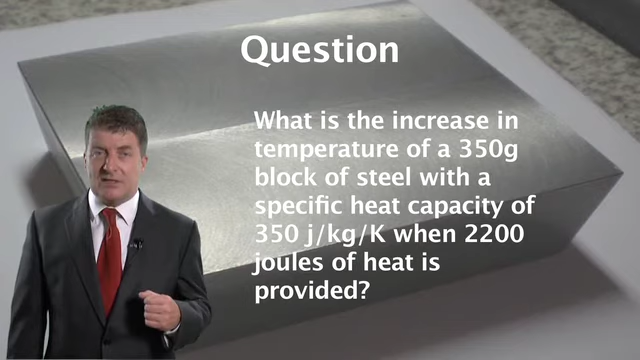 Question
What is the increase in
temperature of a 350g
block of steel with a
specific heat capacity of
350 j/kg/K when 2200
joules of heat is
provided?